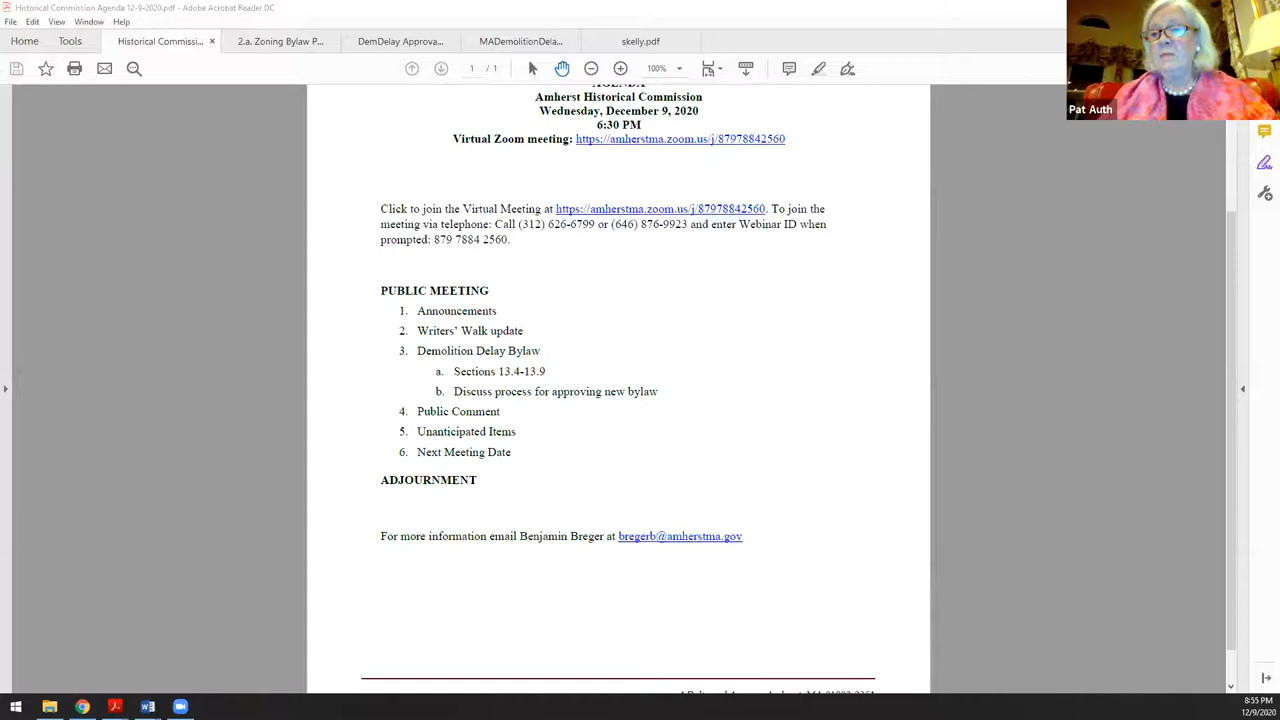 Historical Commission Agenda 12-9-2020.pdf - Adobe Acrobat Reader DC
File Edit View Window Help
Home Tools Historical Commissi... × 2.a. Zoning Bylaw P... DemDelay Approva... MADemolitionDela... skelly.pdf
1 / 1 100%
Pat Auth
AGENDA
Amherst Historical Commission
Wednesday, December 9, 2020
6:30 PM
Virtual Zoom meeting: https://amherstma.zoom.us/j/87978842560
Click to join the Virtual Meeting at https://amherstma.zoom.us/j/87978842560. To join the
meeting via telephone: Call (312) 626-6799 or (646) 876-9923 and enter Webinar ID when
prompted: 879 7884 2560.
PUBLIC MEETING
1. Announcements
2. Writers' Walk update
3. Demolition Delay Bylaw
a. Sections 13.4-13.9
b. Discuss process for approving new bylaw
4. Public Comment
5. Unanticipated Items
6. Next Meeting Date
ADJOURNMENT
For more information email Benjamin Breger at bregerb@amherstma.gov
8:55 PM
12/9/2020